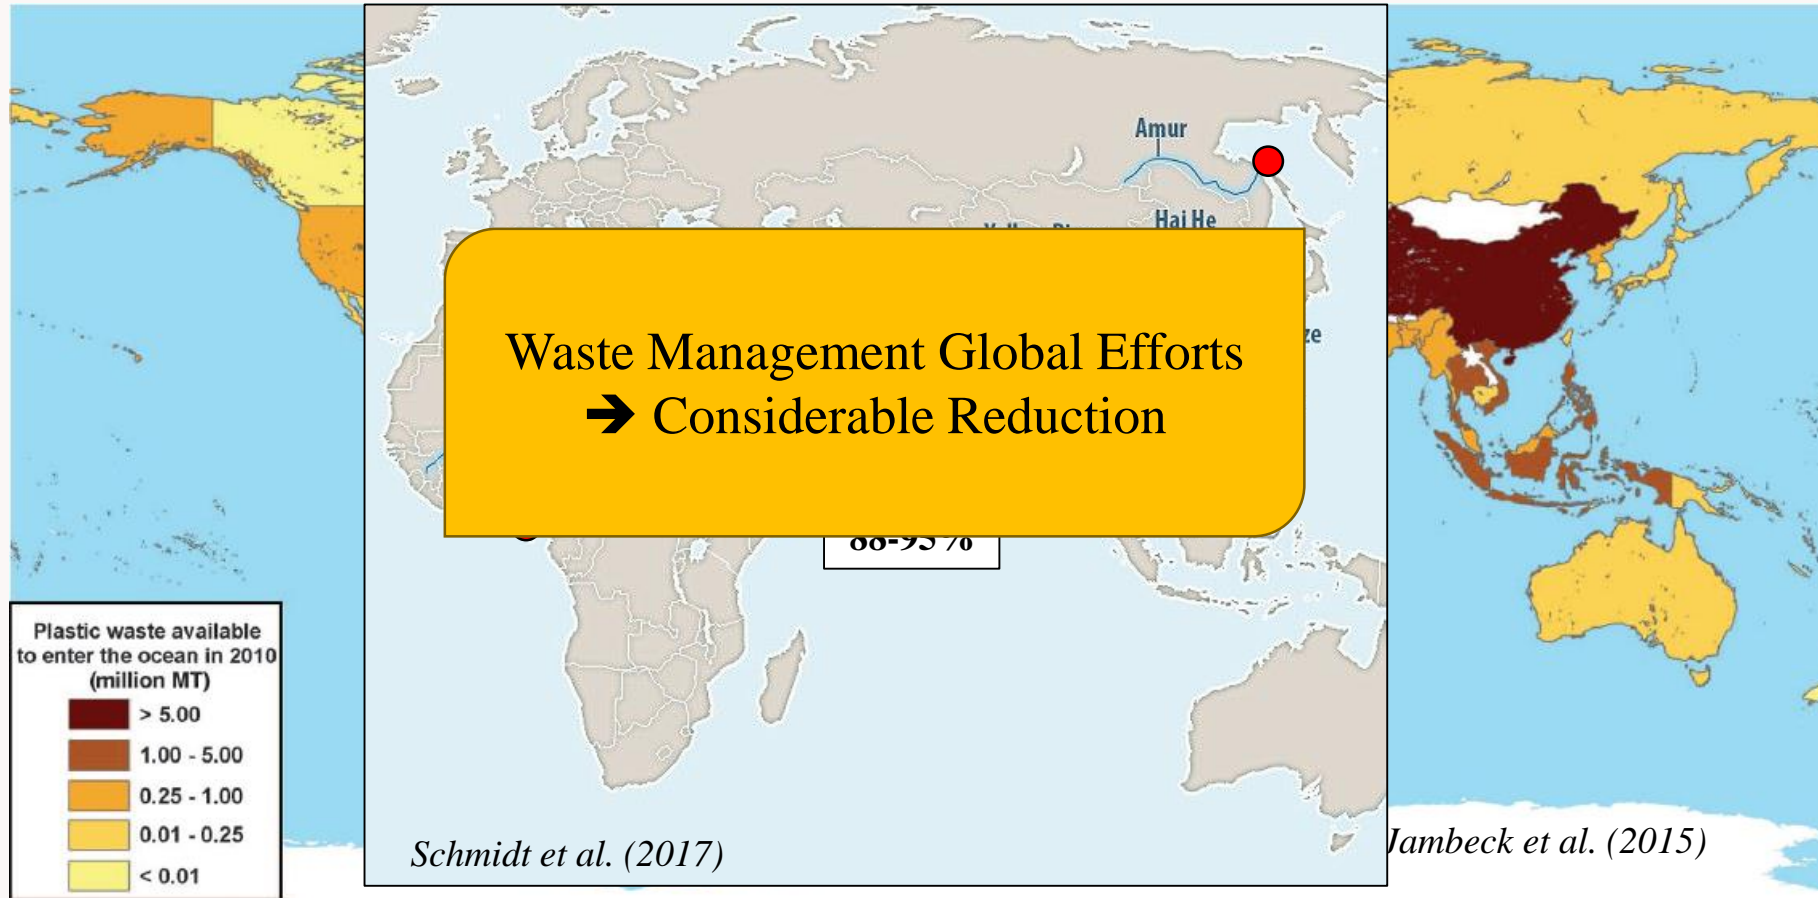 Amur
Hai He
Waste Management Global Efforts
➔ Considerable Reduction
88-95%
Plastic waste available
to enter the ocean in 2010
(million MT)
> 5.00
1.00 - 5.00
0.25 - 1.00
0.01 - 0.25
< 0.01
Schmidt et al. (2017)
Jambeck et al. (2015)